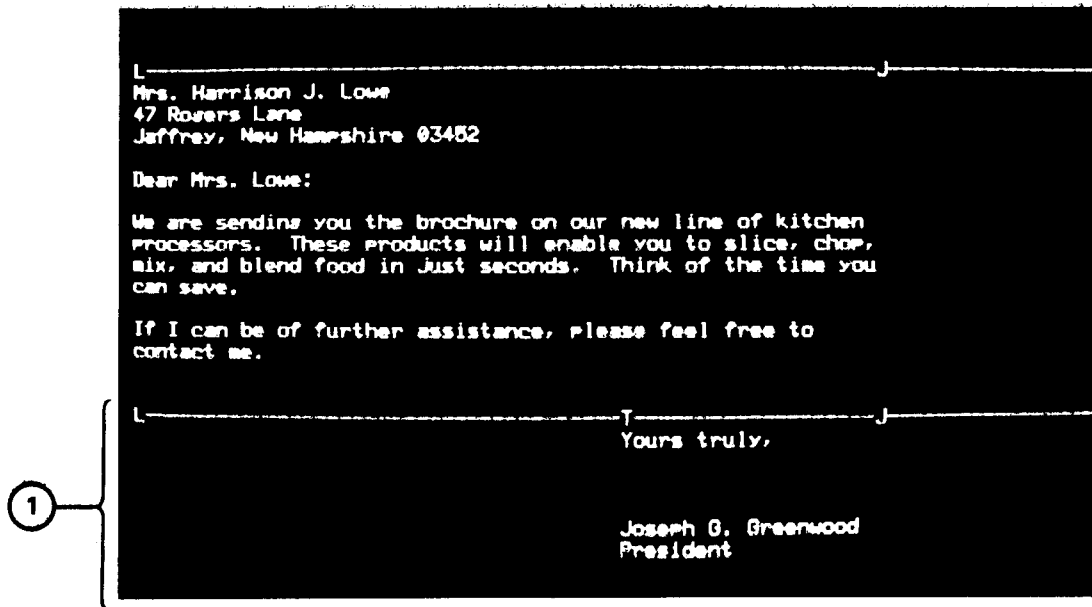 L J
Mrs. Harrison J. Lowe
47 Rogers Lane
Jaffrey, New Hampshire 03452
Dear Mrs. Lowe:
We are sending you the brochure on our new line of kitchen
processors. These products will enable you to slice, chop,
mix, and blend food in just seconds. Think of the time you
can save.
If I can be of further assistance, please feel free to
contact me.
L T J
Yours truly,
1
Joseph G. Greenwood
President